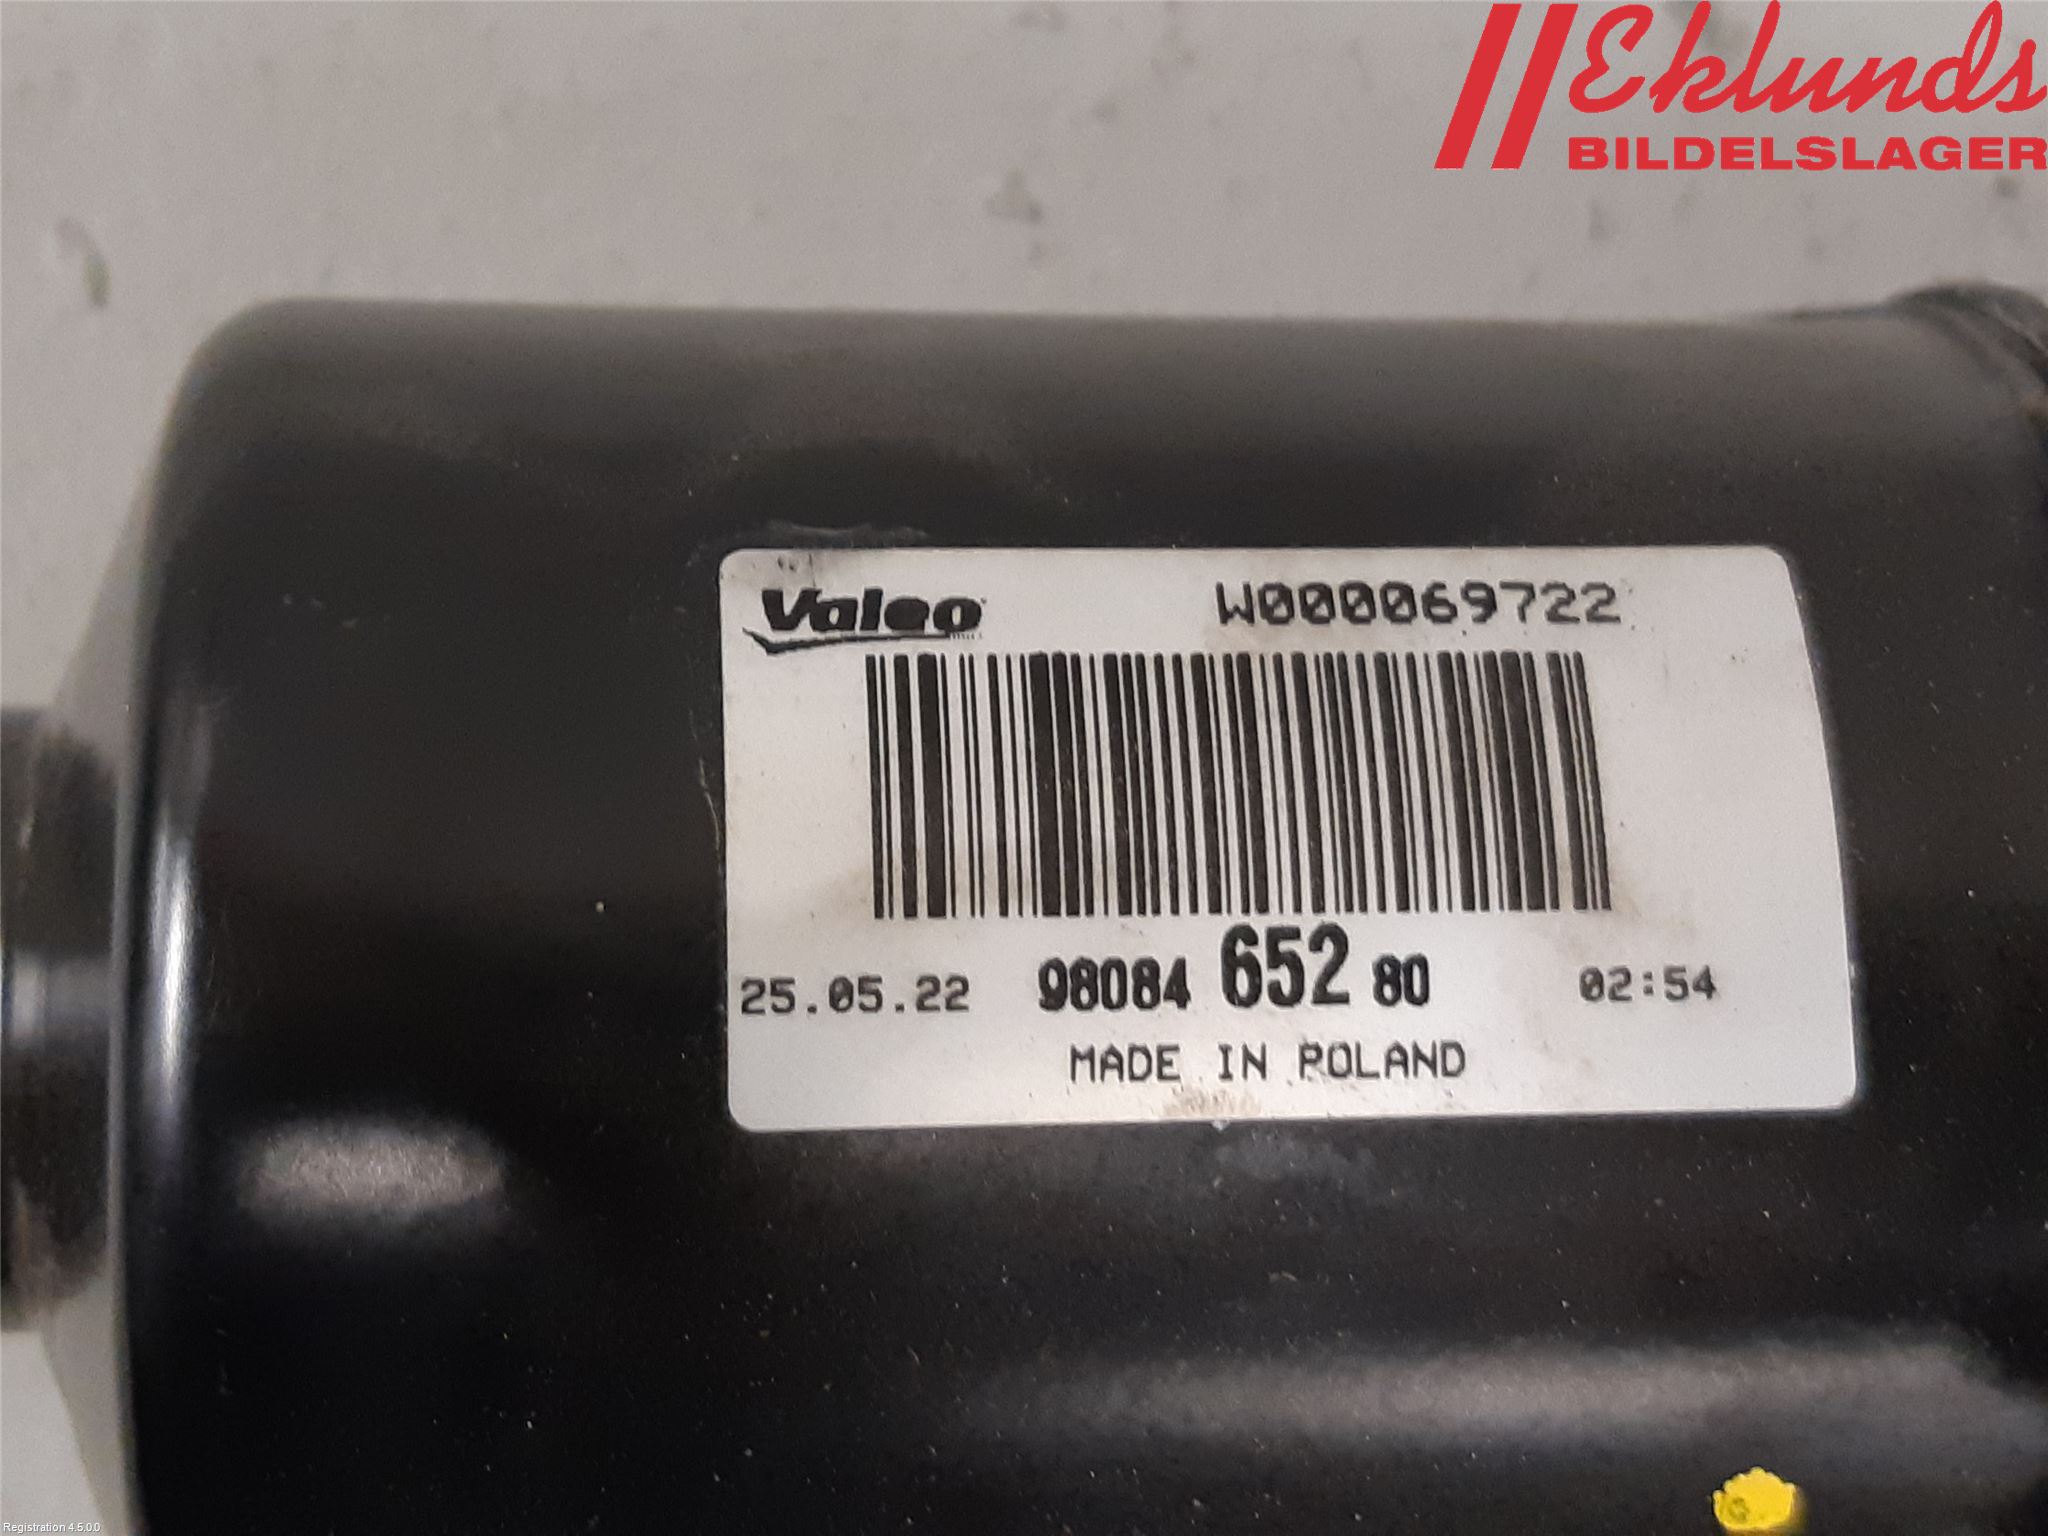 Eklunds
BILDELSLAGER
Valeo W000069722
25.05.22 98084 652 80 02:54
MADE IN POLAND
Registration 4.5.0.0